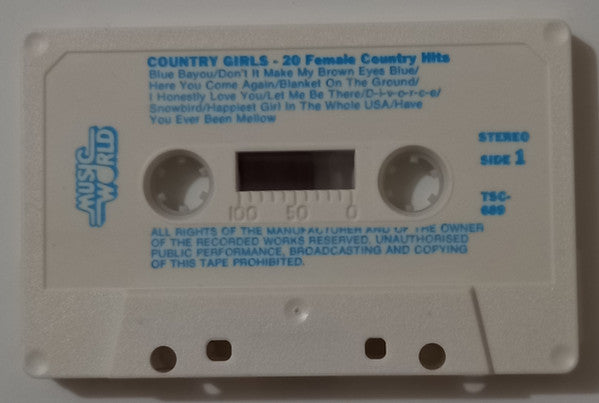 COUNTRY GIRLS - 20 Female Country Hits
Blue Bayou/Don't It Make My Brown Eyes Blue/
Here You Come Again/Blanket On The Ground/
I Honestly Love You/Let Me Be There/D-i-v-o-r-c-e/
Snowbird/Happiest Girl In The Whole USA/Have
You Ever Been Mellow
MUSIC
WORLD
STEREO
SIDE 1
TSC-
689
100 50 0
ALL RIGHTS OF THE MANUFACTURER AND OF THE OWNER
OF THE RECORDED WORKS RESERVED. UNAUTHORISED
PUBLIC PERFORMANCE, BROADCASTING AND COPYING
OF THIS TAPE PROHIBITED.